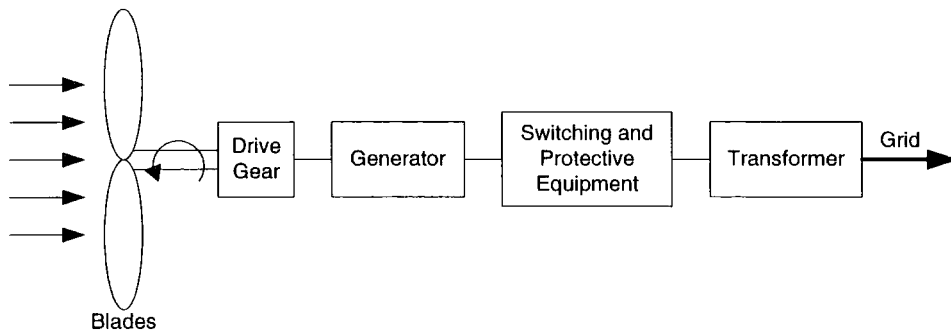 Drive
Gear
Generator
Switching and
Protective
Equipment
Transformer
Grid
Blades